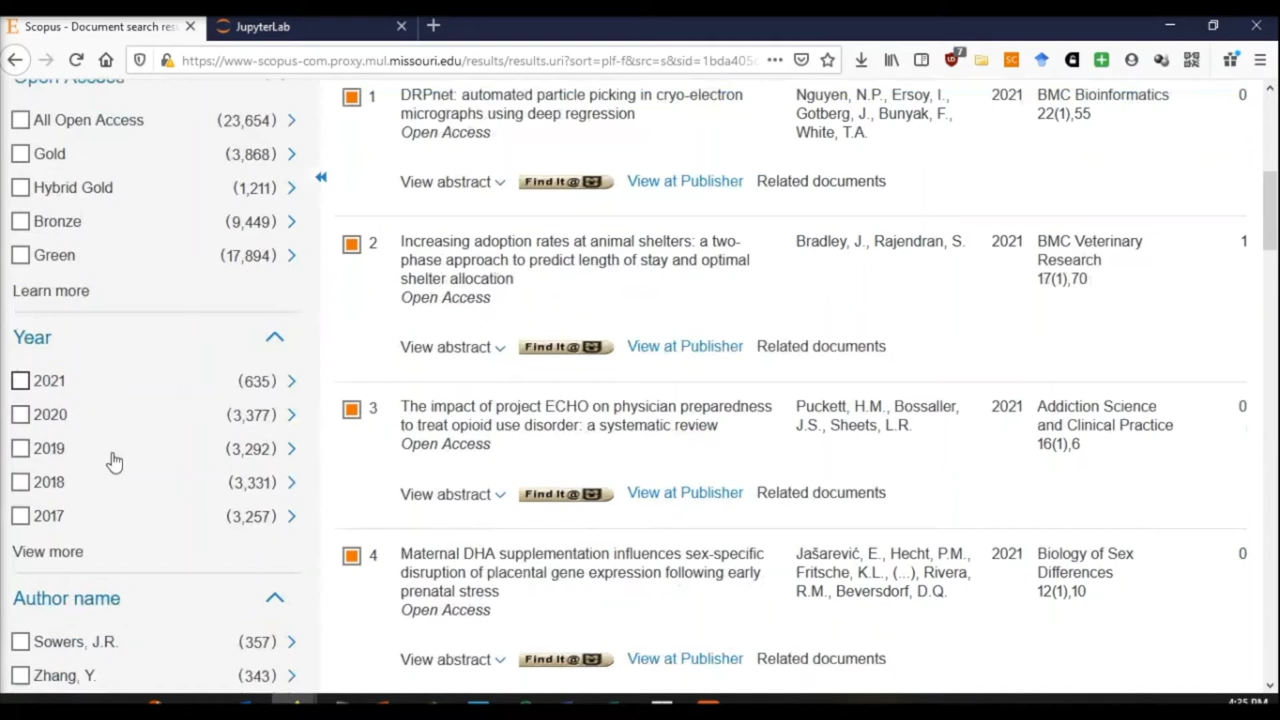 Scopus - Document search res
JupyterLab
https://www-scopus-com.proxy.mul.missouri.edu/results/results.uri?sort=plf-f&src=s&sid=1bda405
7
SC
Open Access
All Open Access (23,654)
Gold (3,868)
Hybrid Gold (1,211)
Bronze (9,449)
Green (17,894)
Learn more
Year
2021 (635)
2020 (3,377)
2019 (3,292)
2018 (3,331)
2017 (3,257)
View more
Author name
Sowers, J.R. (357)
Zhang, Y. (343)
1 DRPnet: automated particle picking in cryo-electron Nguyen, N.P., Ersoy, I., 2021 BMC Bioinformatics 0
micrographs using deep regression Gotberg, J., Bunyak, F., 22(1),55
Open Access White, T.A.
View abstract Find It@ View at Publisher Related documents
2 Increasing adoption rates at animal shelters: a two- Bradley, J., Rajendran, S. 2021 BMC Veterinary 1
phase approach to predict length of stay and optimal Research
shelter allocation 17(1),70
Open Access
View abstract Find It@ View at Publisher Related documents
3 The impact of project ECHO on physician preparedness Puckett, H.M., Bossaller, 2021 Addiction Science 0
to treat opioid use disorder: a systematic review J.S., Sheets, L.R. and Clinical Practice
Open Access 16(1),6
View abstract Find It@ View at Publisher Related documents
4 Maternal DHA supplementation influences sex-specific Jašarević, E., Hecht, P.M., 2021 Biology of Sex 0
disruption of placental gene expression following early Fritsche, K.L., (...), Rivera, Differences
prenatal stress R.M., Beversdorf, D.Q. 12(1),10
Open Access
View abstract Find It@ View at Publisher Related documents
4:35 PM